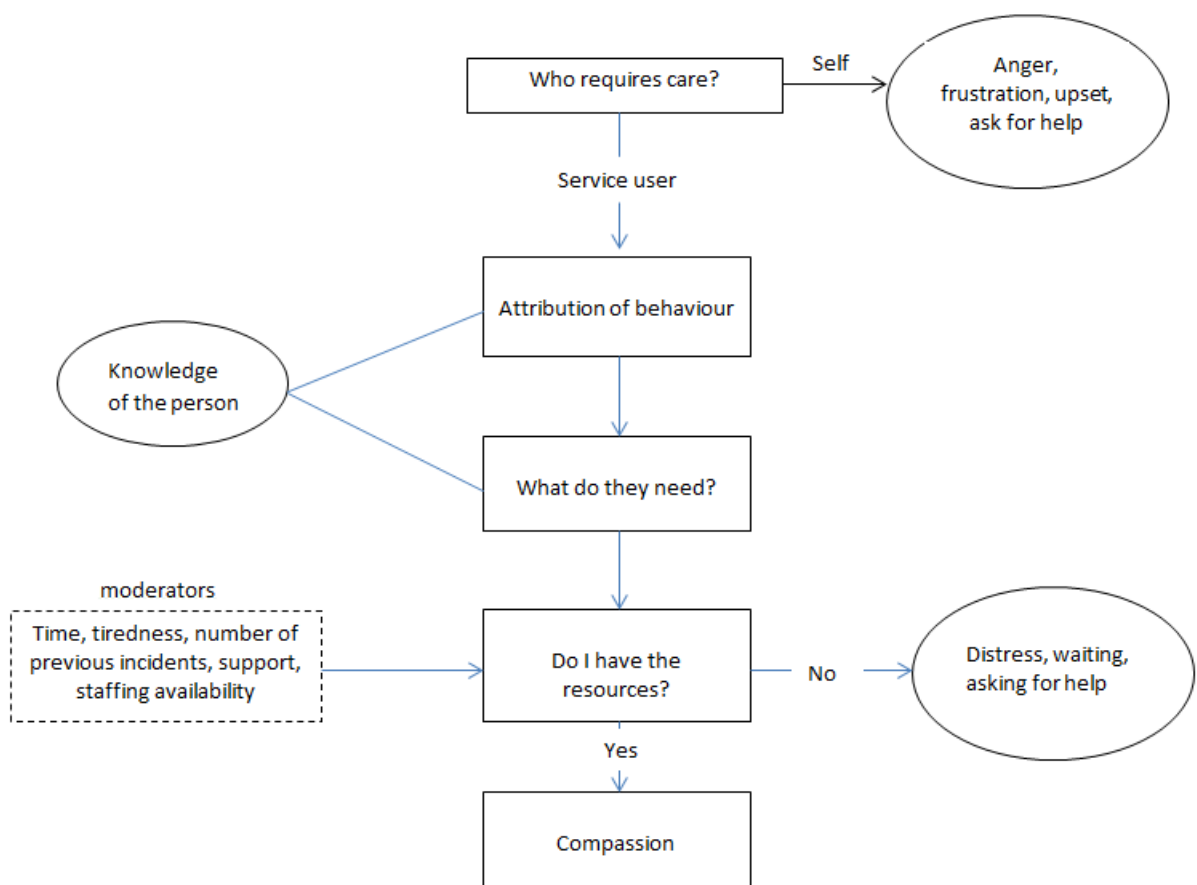 Who requires care?
Self
Anger,
frustration, upset,
ask for help
Service user
Attribution of behaviour
Knowledge
of the person
What do they need?
moderators
Time, tiredness, number of
previous incidents, support,
staffing availability
Do I have the
resources?
No
Distress, waiting,
asking for help
Yes
Compassion